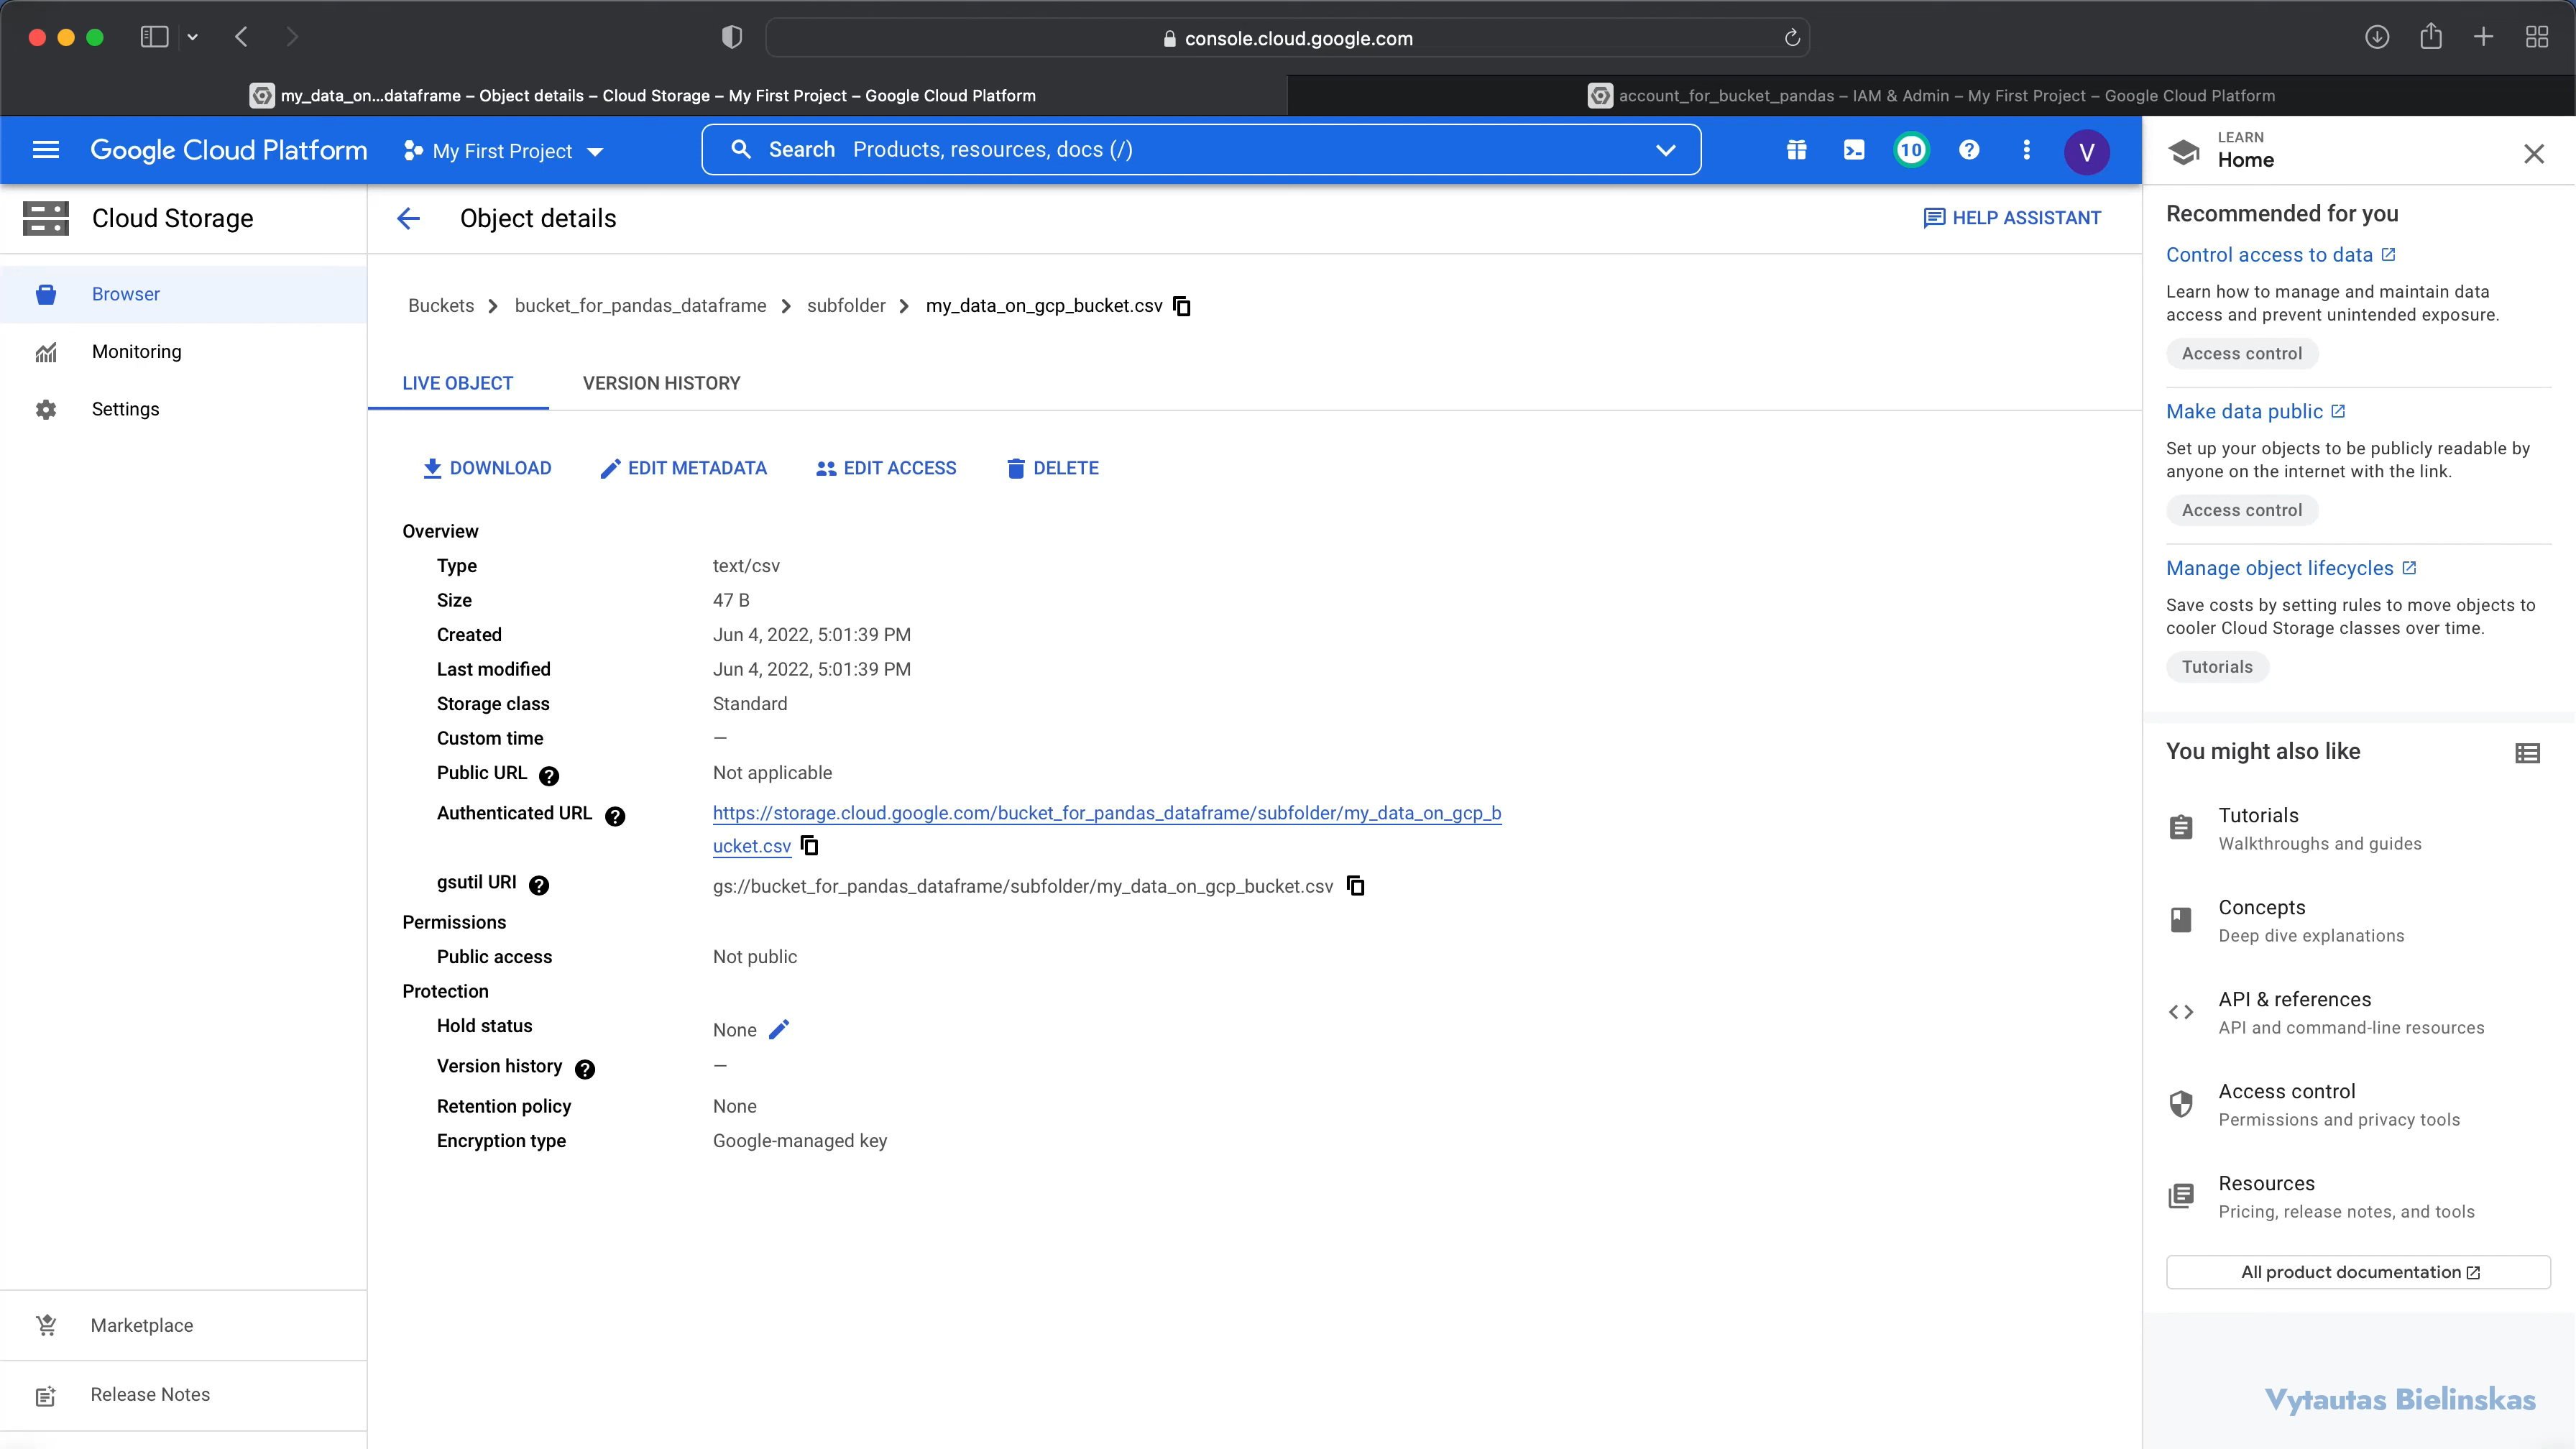 console.cloud.google.com
my_data_on...dataframe – Object details – Cloud Storage – My First Project – Google Cloud Platform
account_for_bucket_pandas – IAM & Admin – My First Project – Google Cloud Platform
Google Cloud Platform
My First Project
Search Products, resources, docs (/)
10
V
LEARN
Home
Cloud Storage
Browser
Monitoring
Settings
Marketplace
Release Notes
Object details
HELP ASSISTANT
Buckets
bucket_for_pandas_dataframe
subfolder
my_data_on_gcp_bucket.csv
LIVE OBJECT
VERSION HISTORY
DOWNLOAD
EDIT METADATA
EDIT ACCESS
DELETE
Overview
Type text/csv
Size 47 B
Created Jun 4, 2022, 5:01:39 PM
Last modified Jun 4, 2022, 5:01:39 PM
Storage class Standard
Custom time —
Public URL ? Not applicable
Authenticated URL ? https://storage.cloud.google.com/bucket_for_pandas_dataframe/subfolder/my_data_on_gcp_b
ucket.csv
gsutil URI ? gs://bucket_for_pandas_dataframe/subfolder/my_data_on_gcp_bucket.csv
Permissions
Public access Not public
Protection
Hold status None
Version history ? —
Retention policy None
Encryption type Google-managed key
Recommended for you
Control access to data
Learn how to manage and maintain data
access and prevent unintended exposure.
Access control
Make data public
Set up your objects to be publicly readable by
anyone on the internet with the link.
Access control
Manage object lifecycles
Save costs by setting rules to move objects to
cooler Cloud Storage classes over time.
Tutorials
You might also like
Tutorials
Walkthroughs and guides
Concepts
Deep dive explanations
API & references
API and command-line resources
Access control
Permissions and privacy tools
Resources
Pricing, release notes, and tools
All product documentation
Vytautas Bielinskas